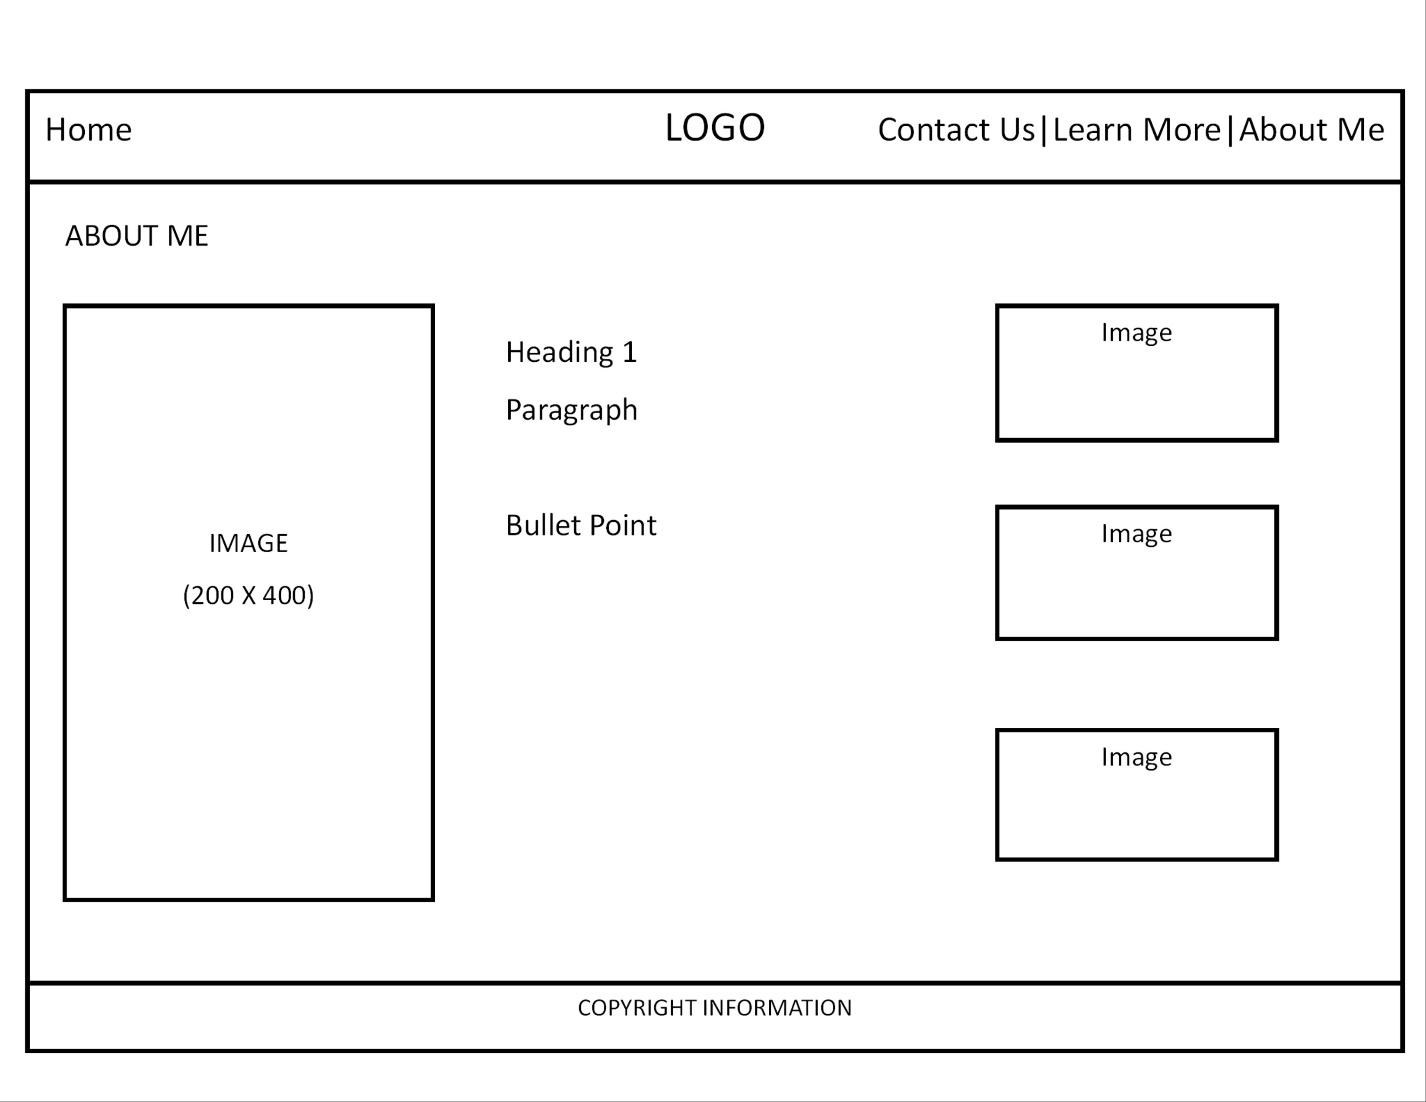 Home
LOGO
Contact Us|Learn More|About Me
ABOUT ME
IMAGE
(200 X 400)
Heading 1
Paragraph
Bullet Point
Image
Image
Image
COPYRIGHT INFORMATION